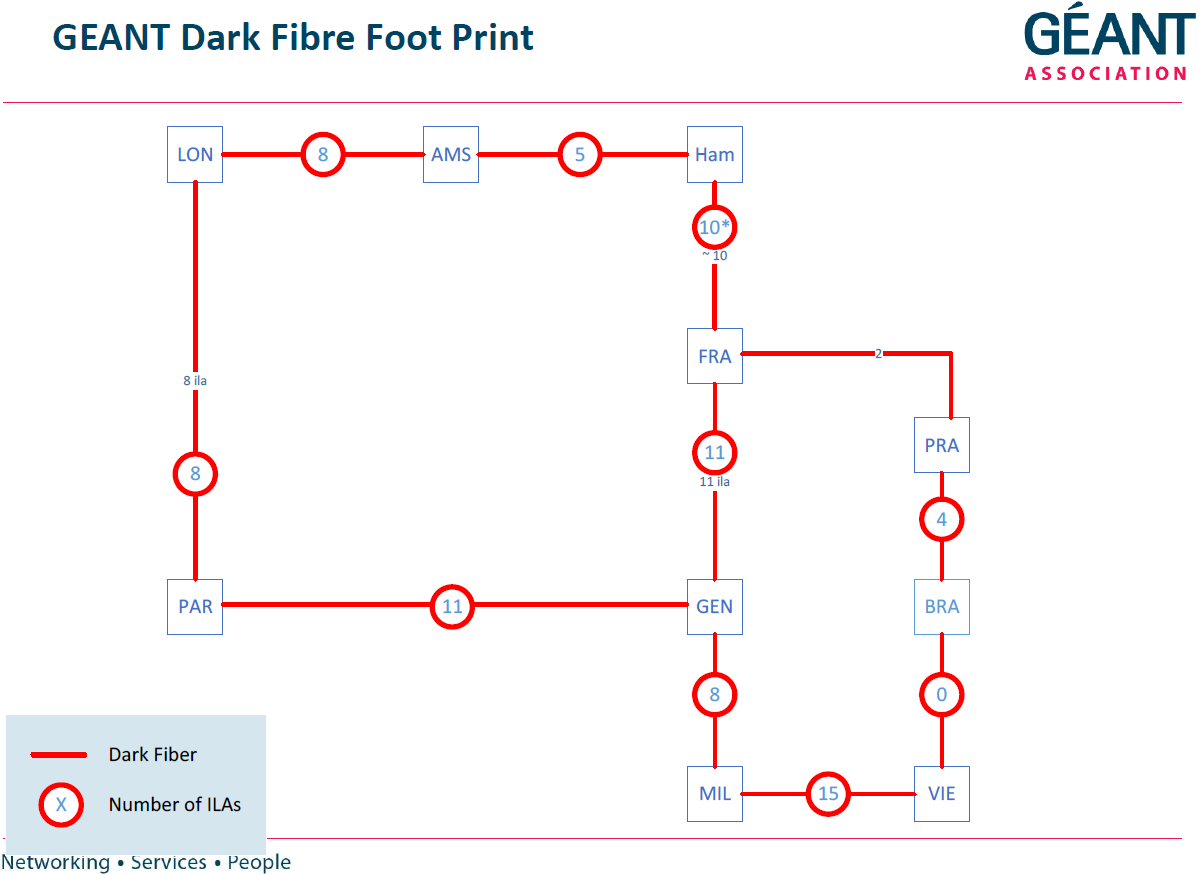 GEANT Dark Fibre Foot Print
GÉANT
ASSOCIATION
LON
8
AMS
5
Ham
10*
~ 10
FRA
2
8 ila
PRA
11
11 ila
8
4
PAR
11
GEN
BRA
8
0
MIL
15
VIE
Dark Fiber
X
Number of ILAs
Networking • Services • People